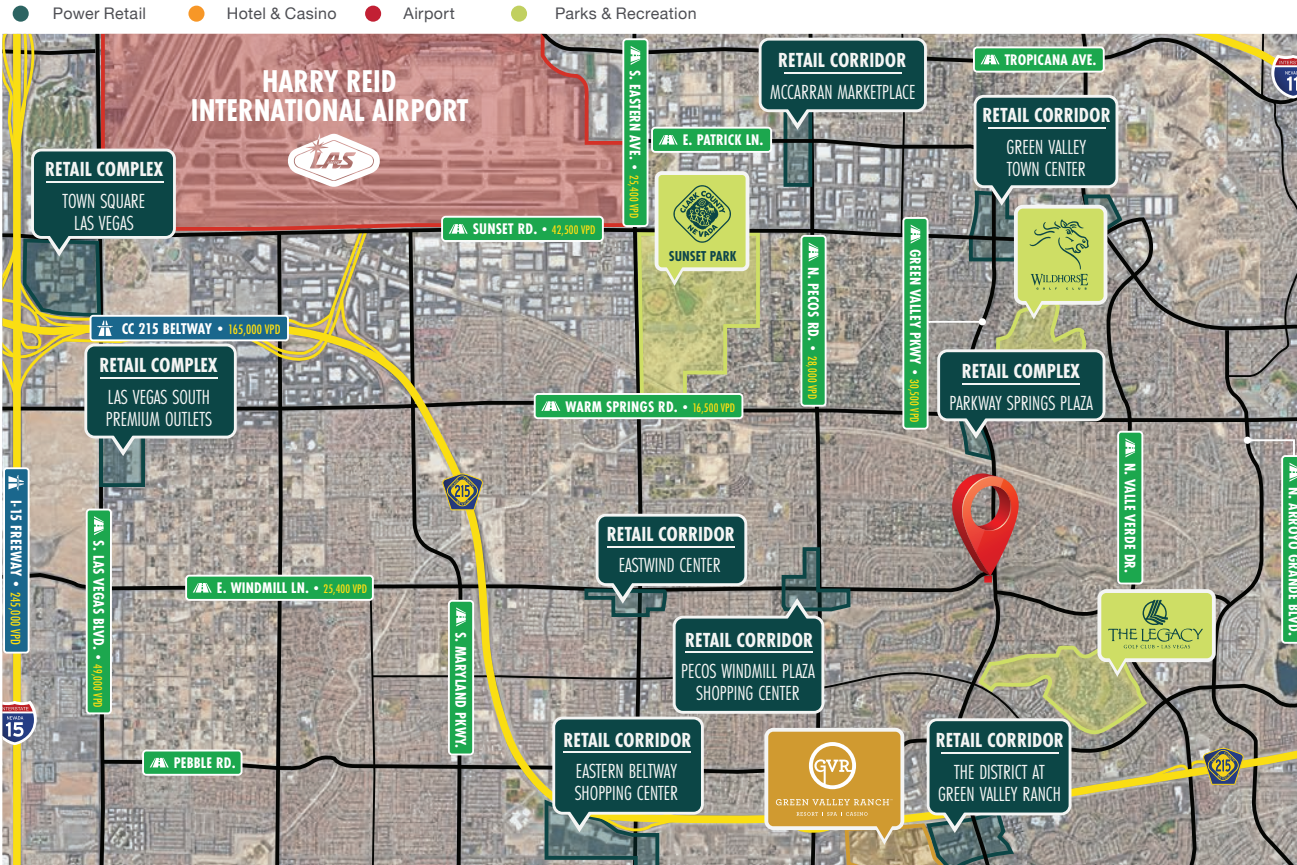 Power Retail
Hotel & Casino
Airport
Parks & Recreation
HARRY REID
INTERNATIONAL AIRPORT
LAS
RETAIL CORRIDOR
MCCARRAN MARKETPLACE
TROPICANA AVE.
INTERSTATE
NEVADA
11
S. EASTERN AVE. • 25,400 VPD
E. PATRICK LN.
RETAIL CORRIDOR
GREEN VALLEY
TOWN CENTER
RETAIL COMPLEX
TOWN SQUARE
LAS VEGAS
CLARK COUNTY
NEVADA
SUNSET PARK
SUNSET RD. • 42,500 VPD
WILDHORSE
GOLF CLUB
N. PECOS RD. • 28,000 VPD
GREEN VALLEY PKWY • 30,500 VPD
CC 215 BELTWAY • 165,000 VPD
RETAIL COMPLEX
LAS VEGAS SOUTH
PREMIUM OUTLETS
RETAIL COMPLEX
PARKWAY SPRINGS PLAZA
WARM SPRINGS RD. • 16,500 VPD
I-15 FREEWAY • 245,000 VPD
215
N. VALLE VERDE DR.
N. ARROYO GRANDE BLVD.
S. LAS VEGAS BLVD. • 49,000 VPD
RETAIL CORRIDOR
EASTWIND CENTER
E. WINDMILL LN. • 25,400 VPD
S. MARYLAND PKWY.
THE LEGACY
GOLF CLUB • LAS VEGAS
RETAIL CORRIDOR
PECOS WINDMILL PLAZA
SHOPPING CENTER
INTERSTATE
NEVADA
15
PEBBLE RD.
RETAIL CORRIDOR
EASTERN BELTWAY
SHOPPING CENTER
GVR
GREEN VALLEY RANCH
RESORT | SPA | CASINO
RETAIL CORRIDOR
THE DISTRICT AT
GREEN VALLEY RANCH
215